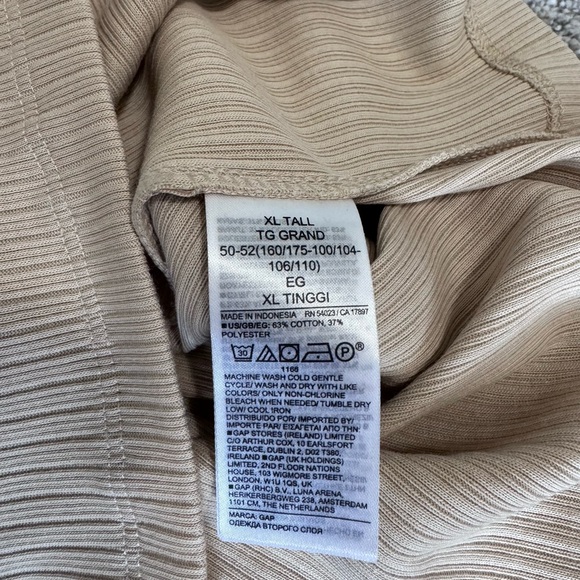 XL TALL
TG GRAND
50-52(160/175-100/104-
106/110)
EG
XL TINGGI
MADE IN INDONESIA RN 54023 / CA 17897
■ US/GB/EG: 63% COTTON, 37%
POLYESTER
30 P ®
1166
MACHINE WASH COLD GENTLE
CYCLE/ WASH AND DRY WITH LIKE
COLORS/ ONLY NON-CHLORINE
BLEACH WHEN NEEDED/ TUMBLE DRY
LOW/ COOL IRON
DISTRIBUIDO POR/ IMPORTED BY/
IMPORTE PAR/ ΕΙΣΑΓΕΤΑΙ ΑΠΟ ΤΗΝ:
■ GAP STORES (IRELAND) LIMITED
C/O ARTHUR COX, 10 EARLSFORT
TERRACE, DUBLIN 2, D02 T380,
IRELAND ■ GAP (UK HOLDINGS)
LIMITED, 2ND FLOOR NATIONS
HOUSE, 103 WIGMORE STREET,
LONDON, W1U 1QS, UK
■ GAP (RHC) B.V., LUNA ARENA,
HERIKERBERGWEG 238, AMSTERDAM
1101 CM, THE NETHERLANDS
MARCA: GAP
ОДЕЖДА ВТОРОГО СЛОЯ